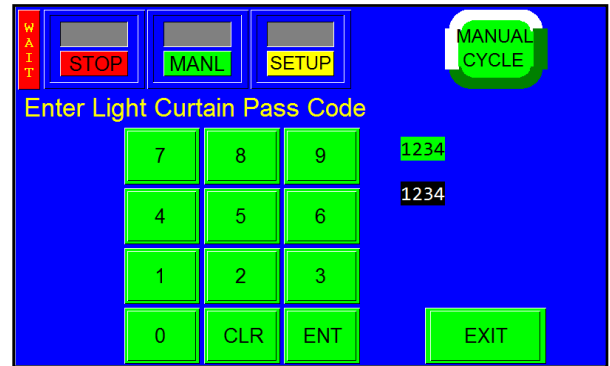 WAIT
STOP MANL SETUP
MANUAL
CYCLE
Enter Light Curtain Pass Code
7 8 9 1234
1234
4 5 6
1 2 3
0 CLR ENT EXIT